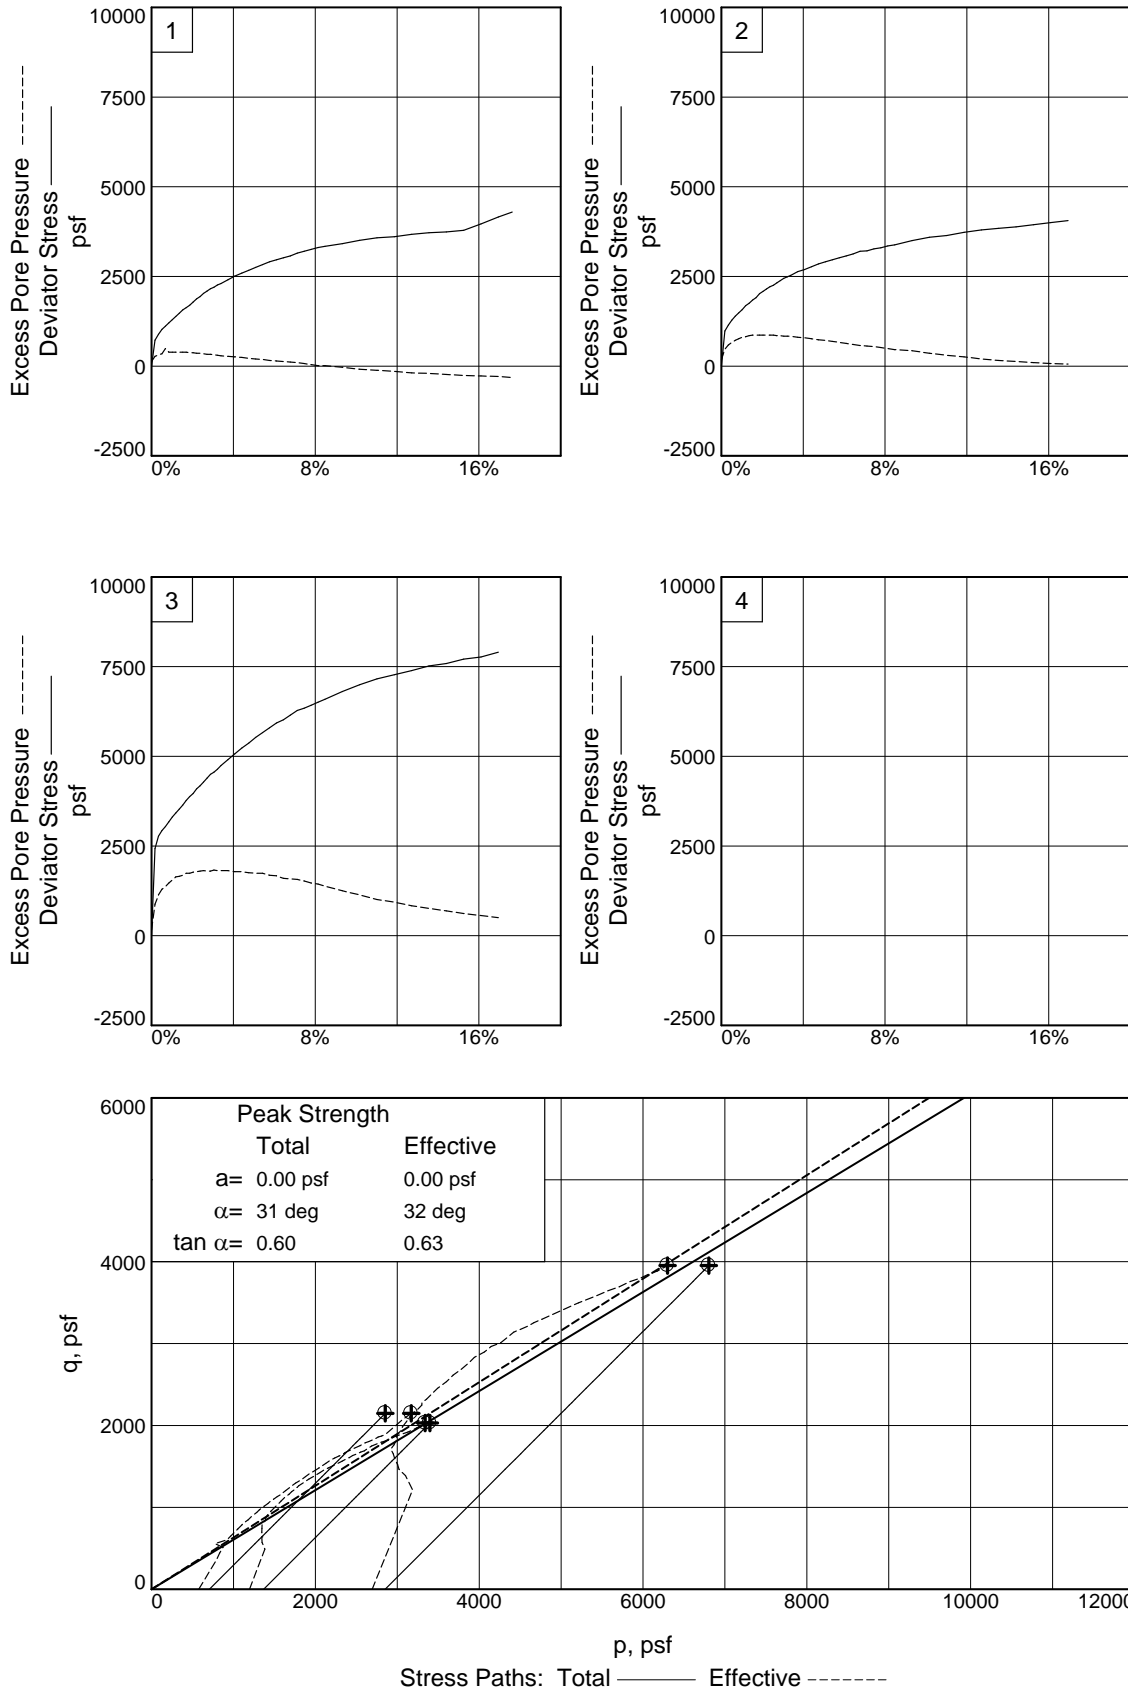 1
10000
7500
5000
2500
0
-2500
0% 8% 16%
Excess Pore Pressure
Deviator Stress
psf
2
10000
7500
5000
2500
0
-2500
0% 8% 16%
Excess Pore Pressure
Deviator Stress
psf
3
10000
7500
5000
2500
0
-2500
0% 8% 16%
Excess Pore Pressure
Deviator Stress
psf
4
10000
7500
5000
2500
0
-2500
0% 8% 16%
Excess Pore Pressure
Deviator Stress
psf
Peak Strength
Total Effective
a= 0.00 psf 0.00 psf
α= 31 deg 32 deg
tan α= 0.60 0.63
6000
4000
2000
0
q, psf
0 2000 4000 6000 8000 10000 12000
p, psf
Stress Paths: Total Effective